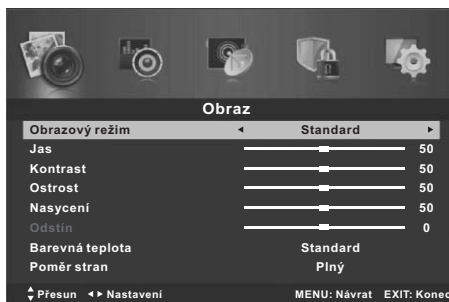 Obraz
Obrazový režim Standard
Jas 50
Kontrast 50
Ostrost 50
Nasycení 50
Odstín 0
Barevná teplota Standard
Poměr stran Plný
Přesun Nastavení MENU: Návrat EXIT: Konec